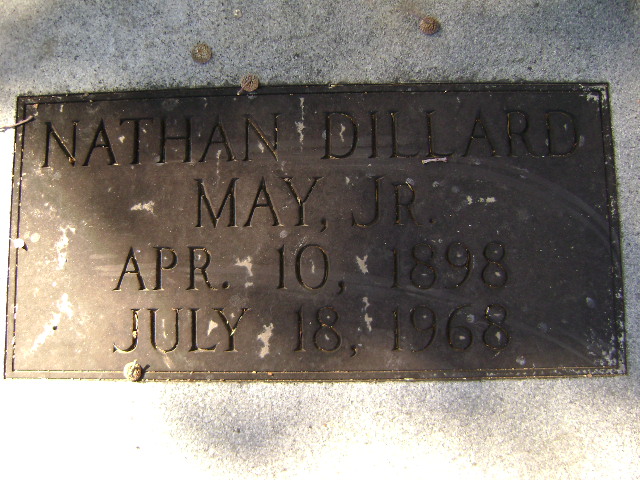 NATHAN DILLARD
MAY, JR.
APR. 10, 1898
JULY 18, 1968